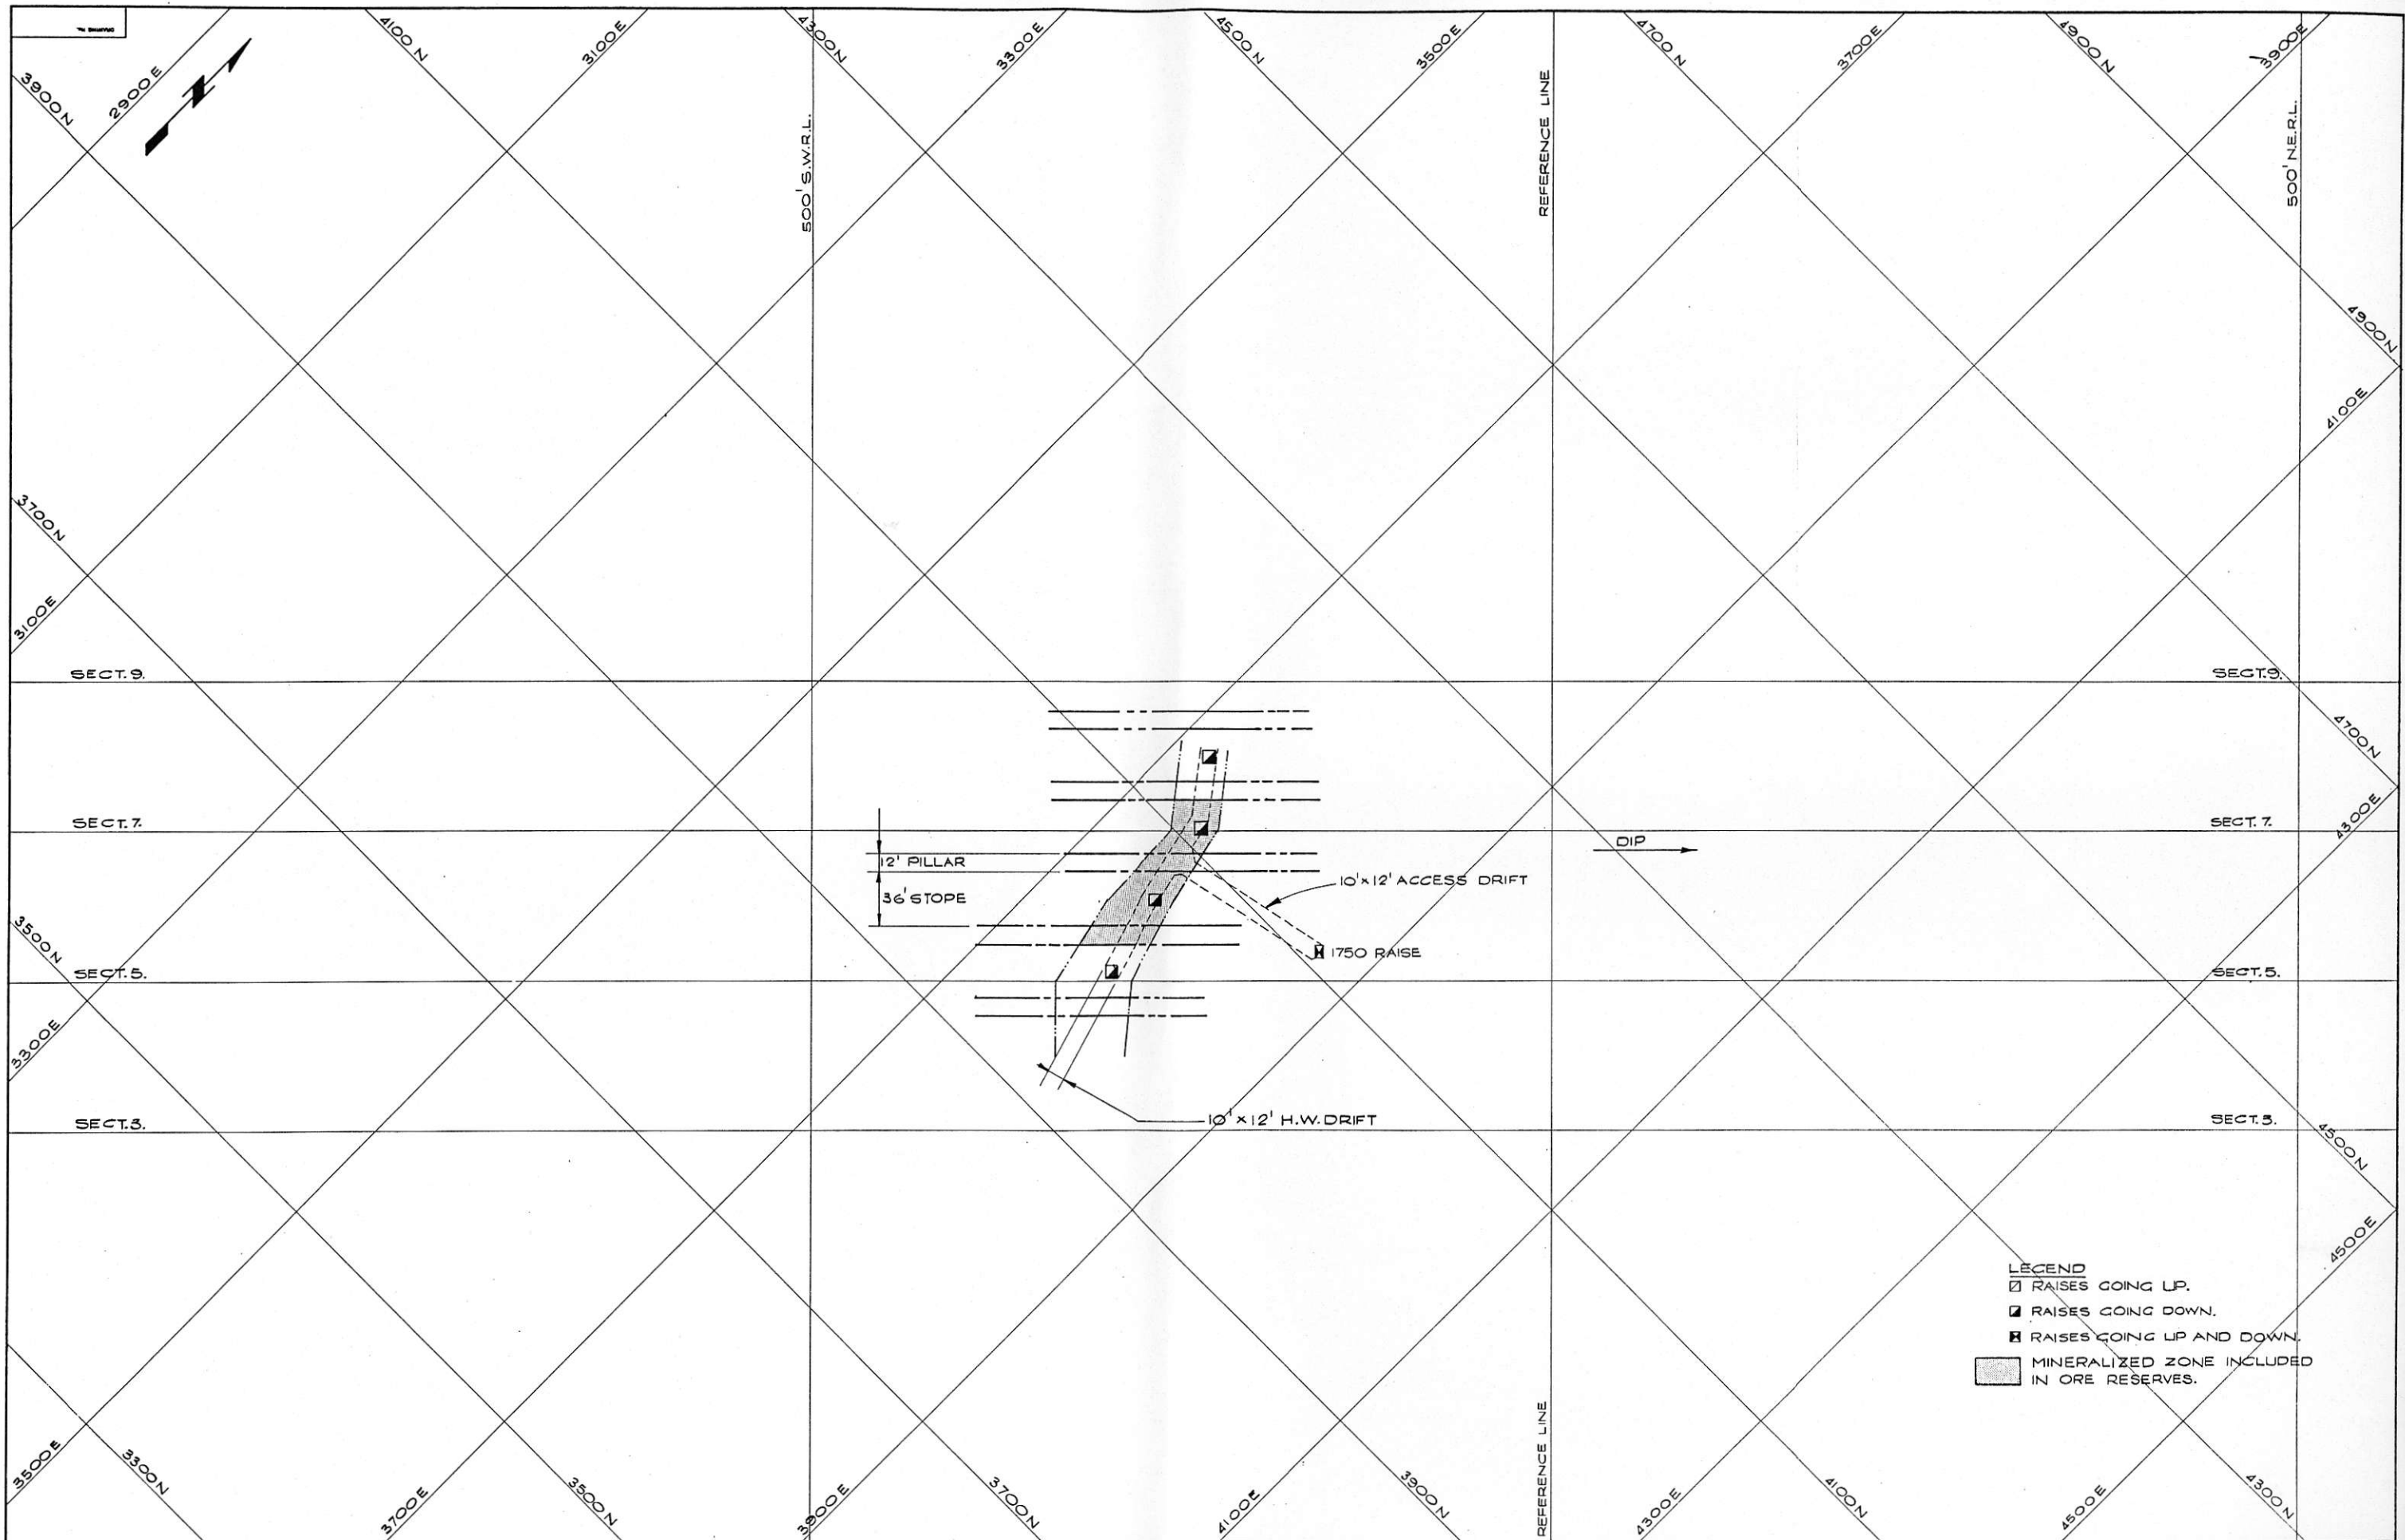 DRAWING No.
3900N
2900E
N
4100N
3100E
4300N
3300E
4500N
3500E
4700N
3700E
4900N
3900E
500' S.W.R.L.
REFERENCE LINE
500' N.E.R.L.
4900N
4100E
3700N
3100E
SECT. 9.
SECT. 9.
4700N
SECT. 7.
SECT. 7.
4300E
DIP
12' PILLAR
10'x12' ACCESS DRIFT
36' STOPE
3500N
1750 RAISE
SECT. 5.
SECT. 5.
3300E
SECT. 3.
10'x12' H.W. DRIFT
SECT. 3.
4500N
4500E
LEGEND
RAISES GOING UP.
RAISES GOING DOWN.
RAISES GOING UP AND DOWN.
MINERALIZED ZONE INCLUDED
IN ORE RESERVES.
REFERENCE LINE
3500E
3300N
3700E
3500N
3900E
3700N
4100E
3900N
4300E
4100N
4500E
4300N